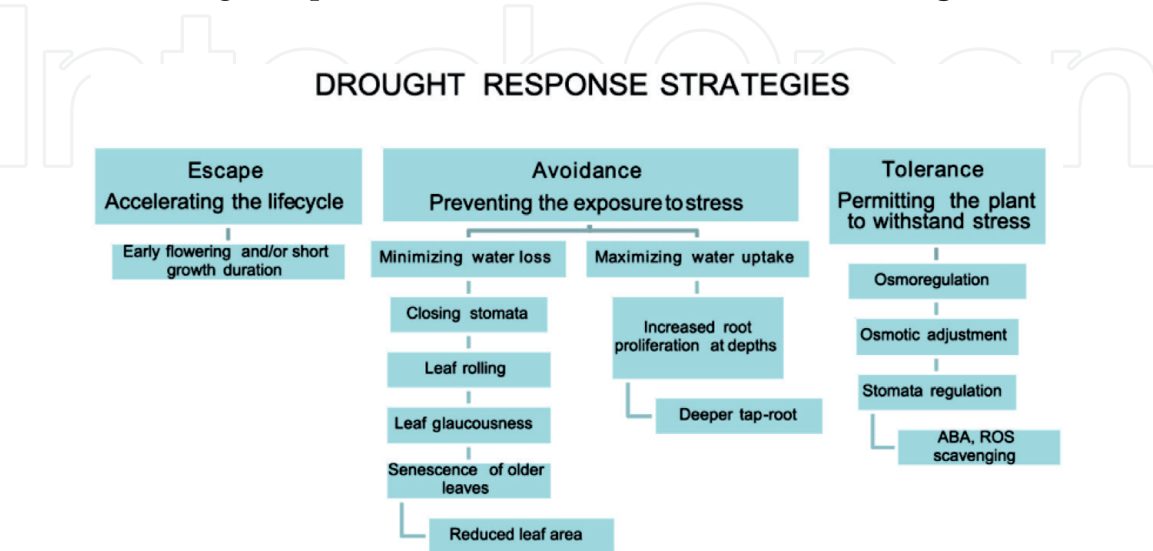 IntechOpen
DROUGHT RESPONSE STRATEGIES
Escape
Accelerating the lifecycle
Early flowering and/or short
growth duration
Avoidance
Preventing the exposure to stress
Minimizing water loss
Closing stomata
Leaf rolling
Leaf glaucousness
Senescence of older
leaves
Reduced leaf area
Maximizing water uptake
Increased root
proliferation at depths
Deeper tap-root
Tolerance
Permitting the plant
to withstand stress
Osmoregulation
Osmotic adjustment
Stomata regulation
ABA, ROS
scavenging